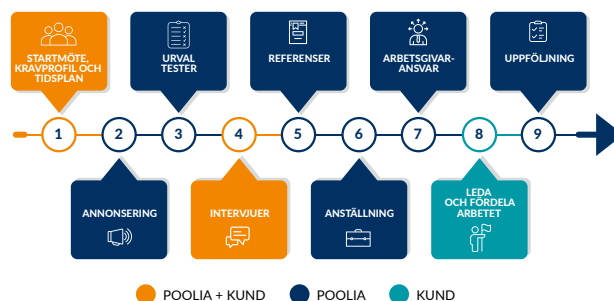 STARTMÖTE,
KRAVPROFIL OCH
TIDSPLAN
URVAL
TESTER
REFERENSER
ARBETSGIVAR-
ANSVAR
UPPFÖLJNING
1 2 3 4 5 6 7 8 9
ANNONSERING
INTERVJUER
ANSTÄLLNING
LEDA
OCH FÖRDELA
ARBETET
POOLIA + KUND POOLIA KUND